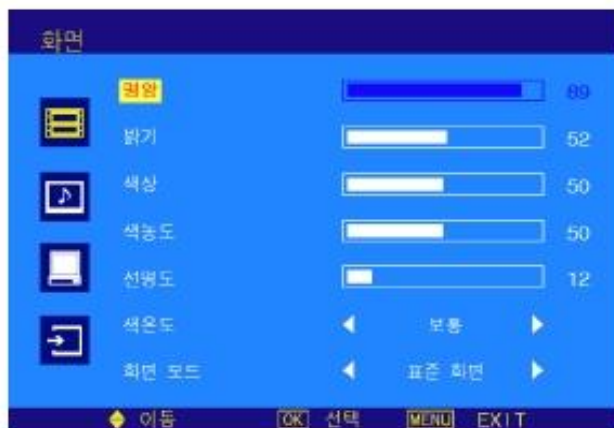 화면
명암 89
밝기 52
색상 50
색농도 50
선명도 12
색온도 보통
화면 모드 표준 화면
이동 OK 선택 MENU EXIT